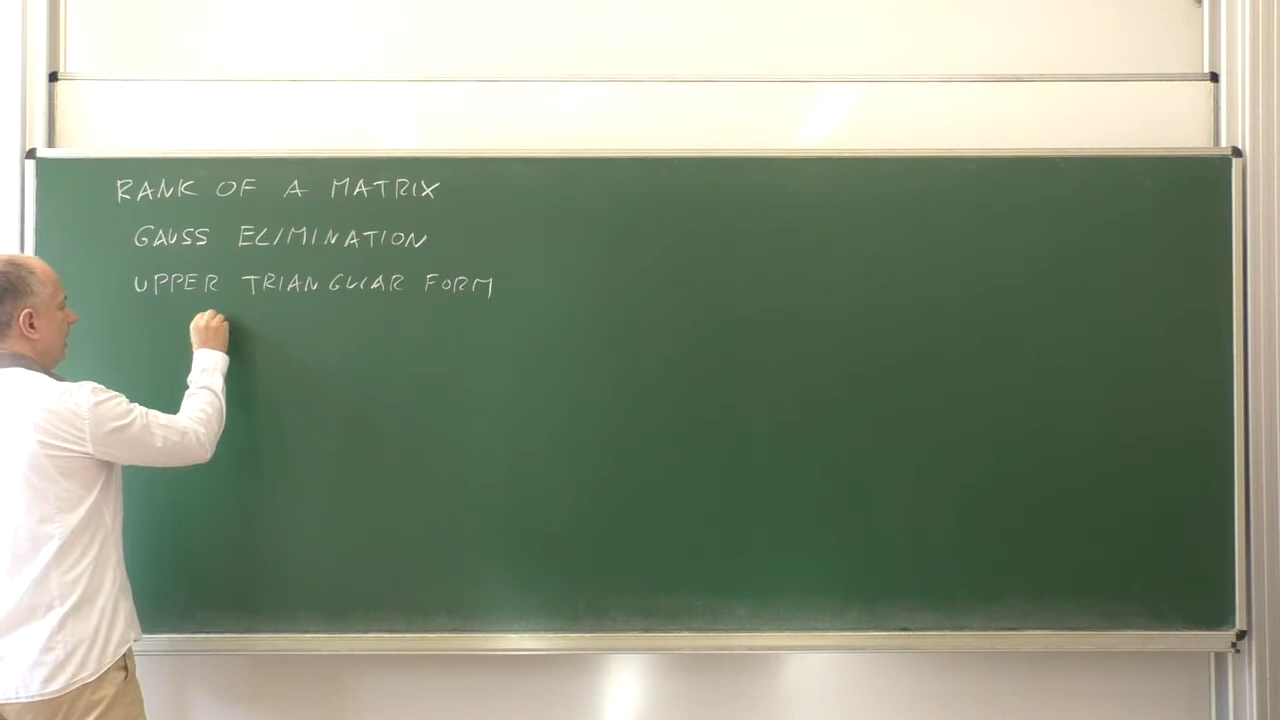 RANK OF A MATRIX
GAUSS ELIMINATION
UPPER TRIANGULAR FORM